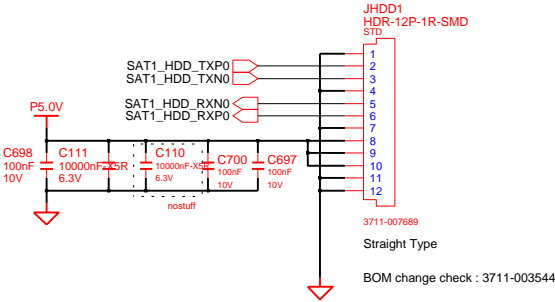 JHDD1
HDR-12P-1R-SMD
STD
1
SAT1_HDD_TXP0
2
SAT1_HDD_TXN0
3
4
SAT1_HDD_RXN0
5
SAT1_HDD_RXP0
6
P5.0V
7
8
9
10
11
12
C698
100nF
10V
C111
10000nF-X5R
6.3V
C110
10000nF-X5R
6.3V
C700
100nF
10V
C697
100nF
10V
nostuff
3711-007689
Straight Type
BOM change check : 3711-003544